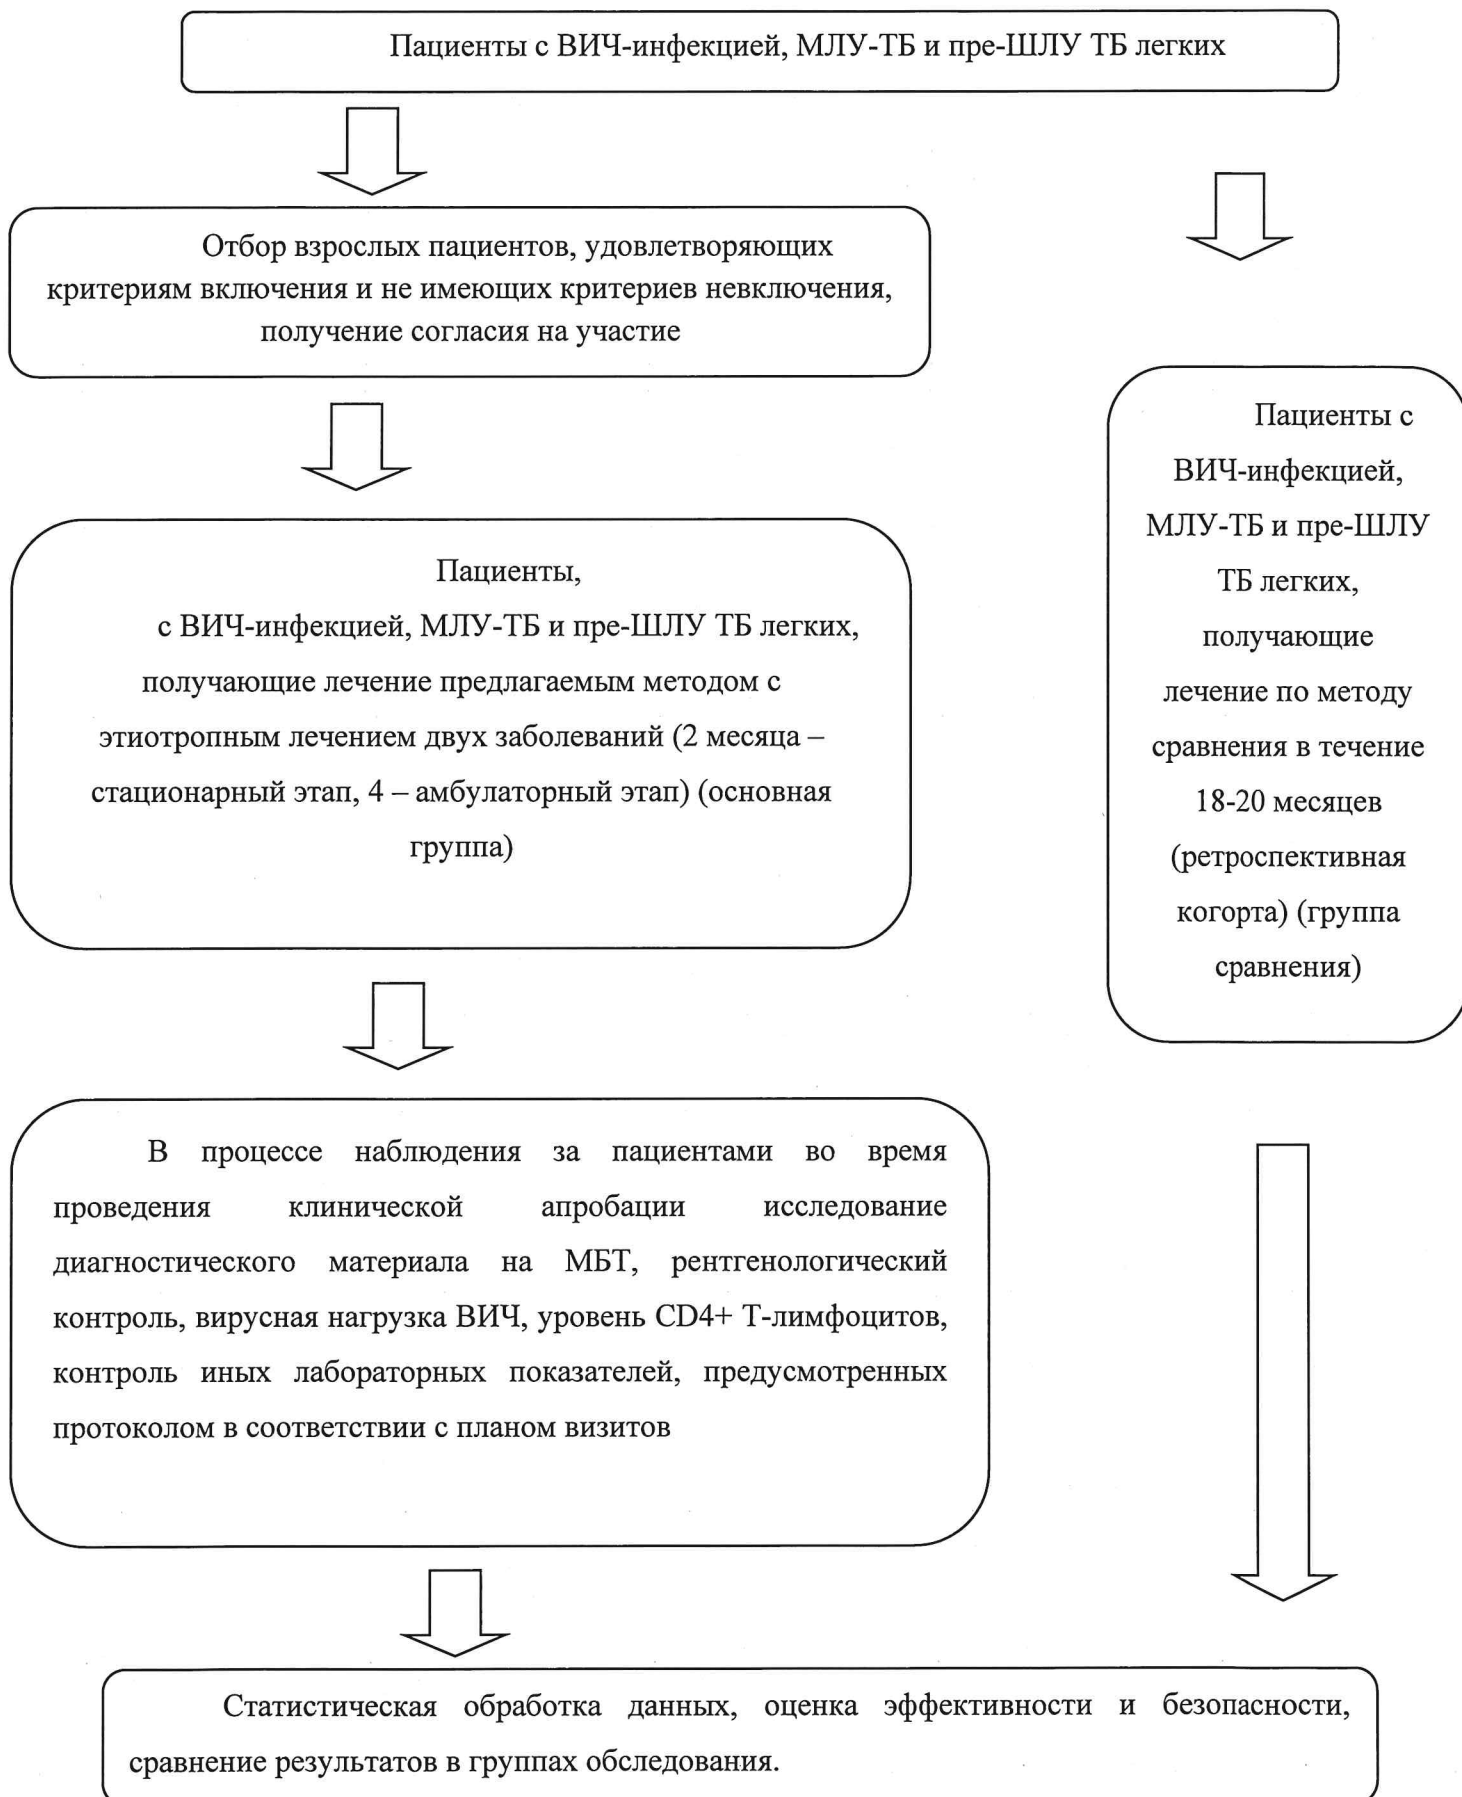 Пациенты с ВИЧ-инфекцией, МЛУ-ТБ и пре-ШЛУ ТБ легких
Отбор взрослых пациентов, удовлетворяющих
критериям включения и не имеющих критериев невключения,
получение согласия на участие
Пациенты,
с ВИЧ-инфекцией, МЛУ-ТБ и пре-ШЛУ ТБ легких,
получающие лечение предлагаемым методом с
этиотропным лечением двух заболеваний (2 месяца –
стационарный этап, 4 – амбулаторный этап) (основная
группа)
Пациенты с
ВИЧ-инфекцией,
МЛУ-ТБ и пре-ШЛУ
ТБ легких,
получающие
лечение по методу
сравнения в течение
18-20 месяцев
(ретроспективная
когорта) (группа
сравнения)
В процессе наблюдения за пациентами во время
проведения клинической апробации исследование
диагностического материала на МБТ, рентгенологический
контроль, вирусная нагрузка ВИЧ, уровень CD4+ Т-лимфоцитов,
контроль иных лабораторных показателей, предусмотренных
протоколом в соответствии с планом визитов
Статистическая обработка данных, оценка эффективности и безопасности,
сравнение результатов в группах обследования.